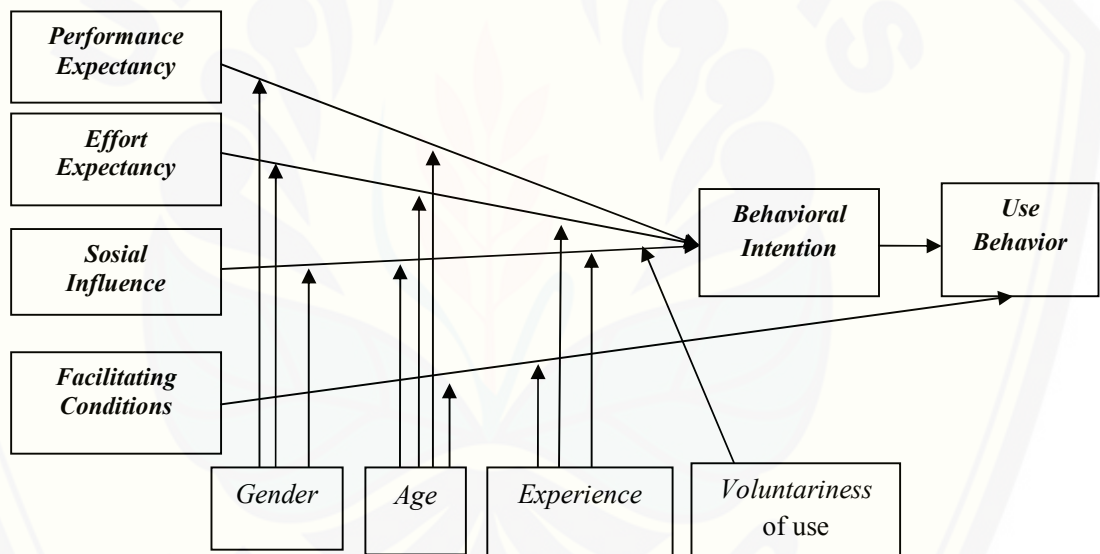 Performance
Expectancy
Effort
Expectancy
Sosial
Influence
Facilitating
Conditions
Behavioral
Intention
Use
Behavior
Gender
Age
Experience
Voluntariness
of use